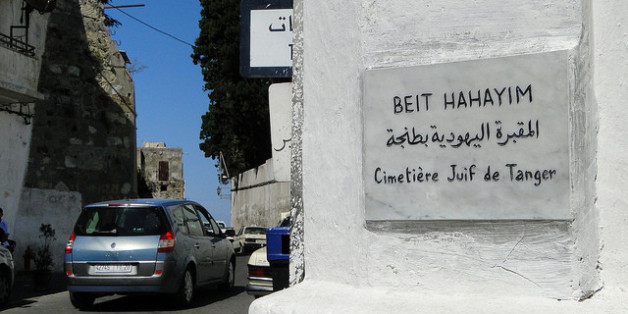 BEIT HAHAYIM
المقبرة اليهودية بطنجة
Cimetière Juif de Tanger